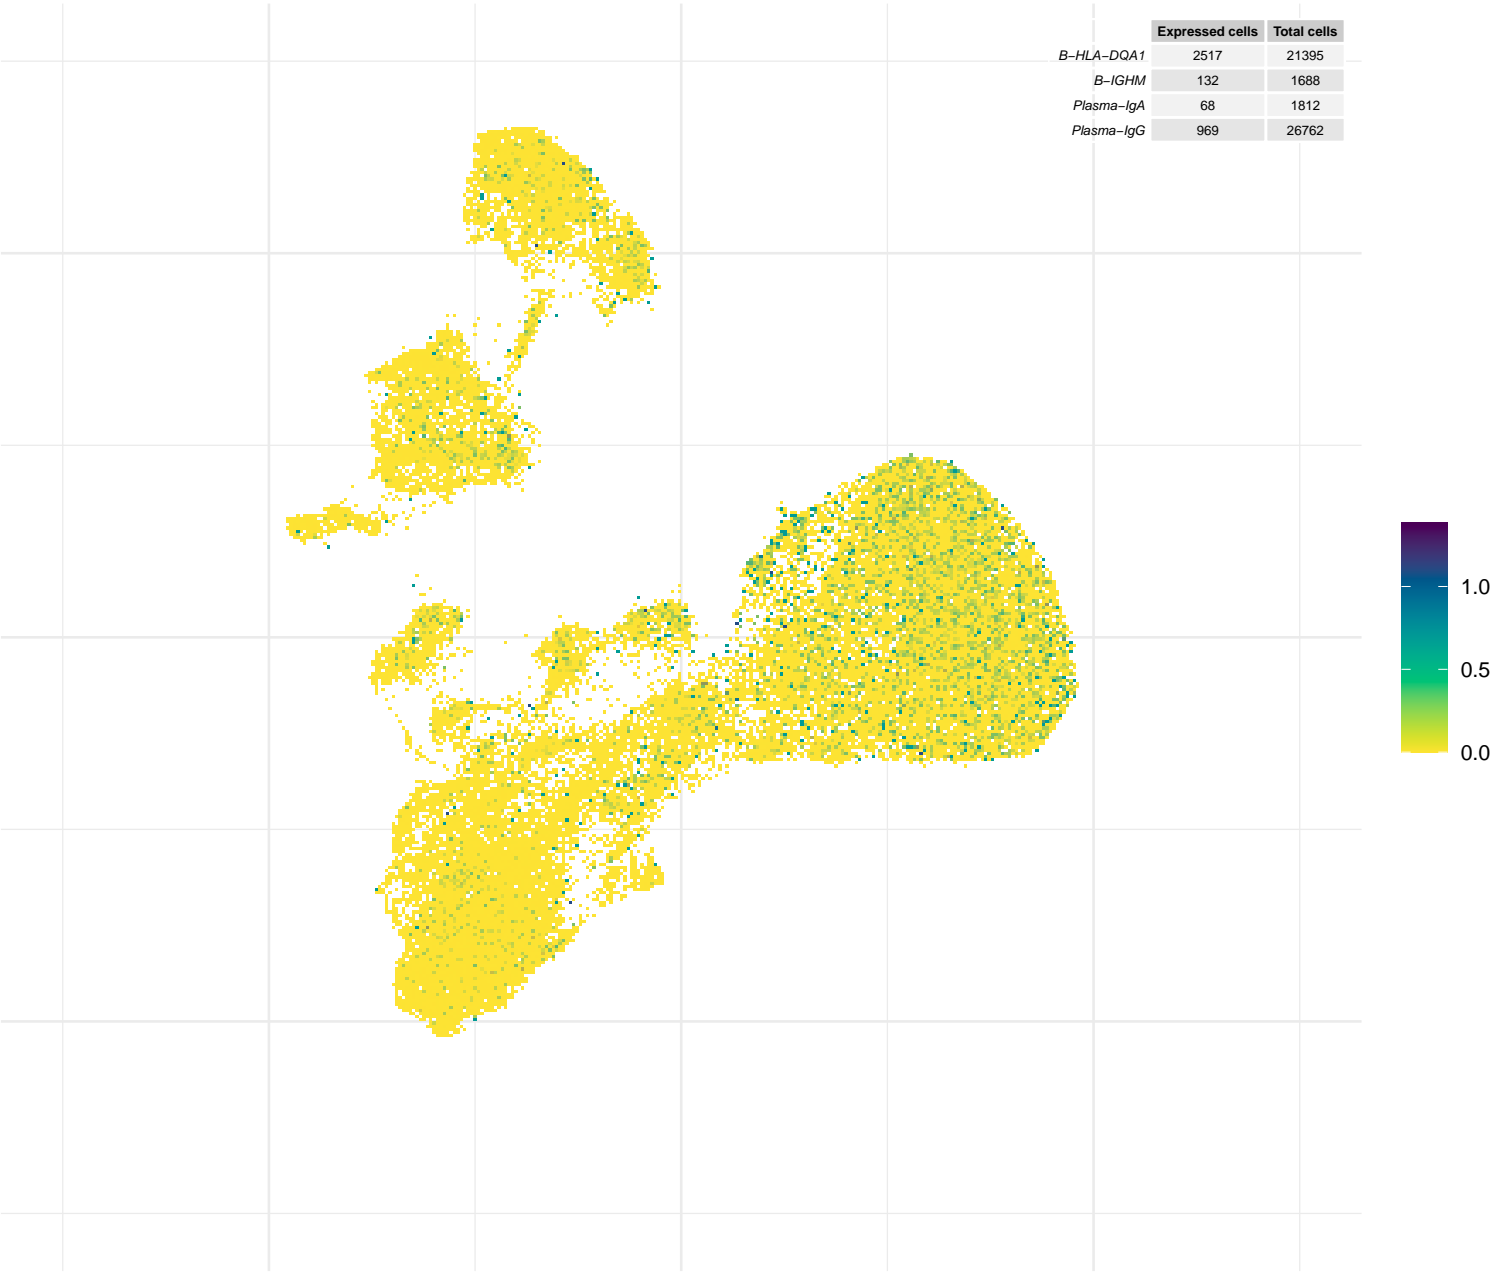 Expressed cells Total cells
B−HLA−DQA1 2517 21395
B−IGHM 132 1688
Plasma−IgA 68 1812
Plasma−IgG 969 26762
1.0
0.5
0.0